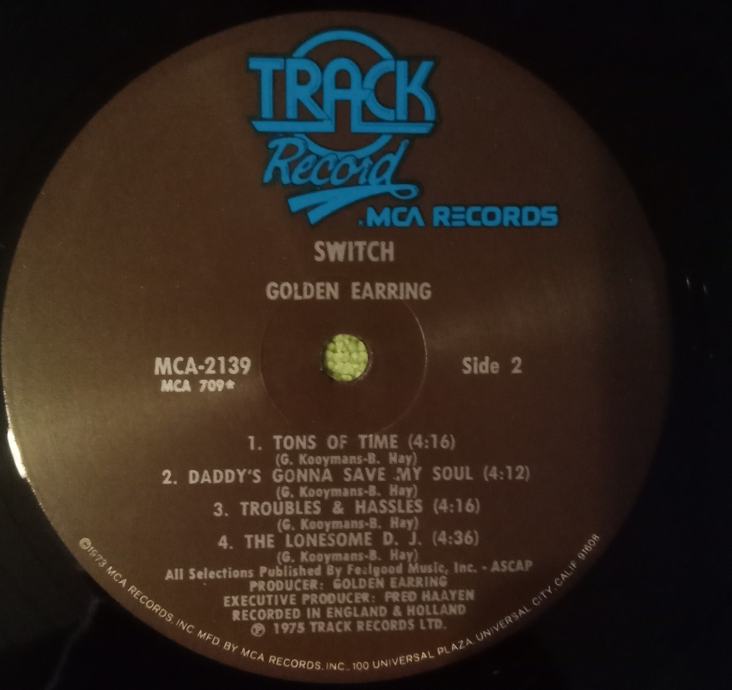 TRACK
Record
MCA RECORDS
SWITCH
GOLDEN EARRING
MCA-2139
MCA 709*
Side 2
1. TONS OF TIME (4:16)
(G. Kooymans-B. Hay)
2. DADDY'S GONNA SAVE MY SOUL (4:12)
(G. Kooymans-B. Hay)
3. TROUBLES & HASSLES (4:16)
(G. Kooymans-B. Hay)
4. THE LONESOME D. J. (4:36)
(G. Kooymans-B. Hay)
All Selections Published By Feelgood Music, Inc. - ASCAP
PRODUCER: GOLDEN EARRING
EXECUTIVE PRODUCER: FRED HAAYEN
RECORDED IN ENGLAND & HOLLAND
℗ 1975 TRACK RECORDS LTD.
©1973 MCA RECORDS INC MFD BY MCA RECORDS, INC., 100 UNIVERSAL PLAZA, UNIVERSAL CITY, CALIF 91608